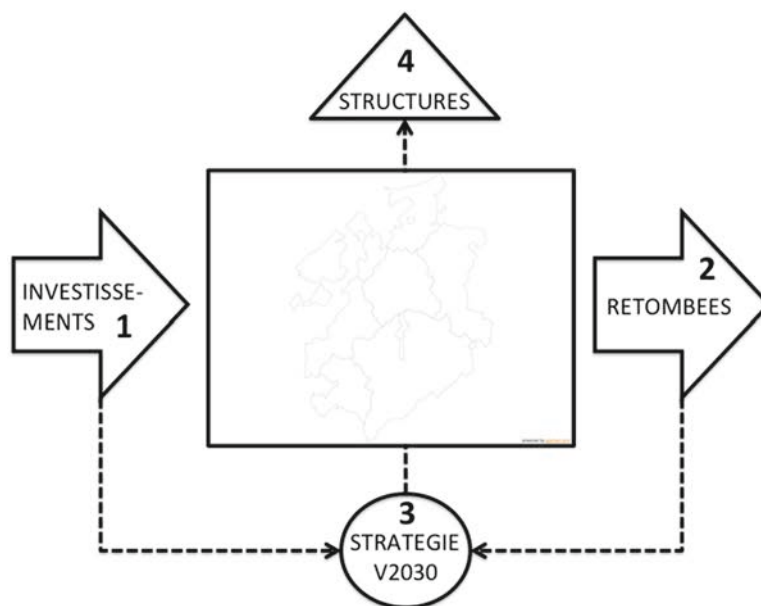 4
STRUCTURES
INVESTISSE-
MENTS 1
2
RETOMBEES
3
STRATEGIE
V2030